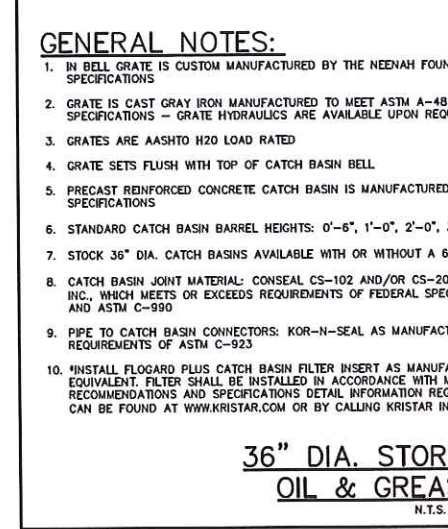 GENERAL NOTES:
1. IN BELL GRATE IS CUSTOM MANUFACTURED BY THE NEENAH FOUN
SPECIFICATIONS
2. GRATE IS CAST GRAY IRON MANUFACTURED TO MEET ASTM A-48
SPECIFICATIONS – GRATE HYDRAULICS ARE AVAILABLE UPON REQ
3. GRATES ARE AASHTO H20 LOAD RATED
4. GRATE SETS FLUSH WITH TOP OF CATCH BASIN BELL
5. PRECAST REINFORCED CONCRETE CATCH BASIN IS MANUFACTURED
SPECIFICATIONS
6. STANDARD CATCH BASIN BARREL HEIGHTS: 0'-6", 1'-0", 2'-0",
7. STOCK 36" DIA. CATCH BASINS AVAILABLE WITH OR WITHOUT A 6
8. CATCH BASIN JOINT MATERIAL: CONSEAL CS-102 AND/OR CS-20
INC., WHICH MEETS OR EXCEEDS REQUIREMENTS OF FEDERAL SPEC
AND ASTM C-990
9. PIPE TO CATCH BASIN CONNECTORS: KOR-N-SEAL AS MANUFACT
REQUIREMENTS OF ASTM C-923
10. *INSTALL FLOGARD PLUS CATCH BASIN FILTER INSERT AS MANUFA
EQUIVALENT. FILTER SHALL BE INSTALLED IN ACCORDANCE WITH M
RECOMMENDATIONS AND SPECIFICATIONS DETAIL INFORMATION REG
CAN BE FOUND AT WWW.KRISTAR.COM OR BY CALLING KRISTAR IN
36" DIA. STOR
OIL & GREA
N.T.S.